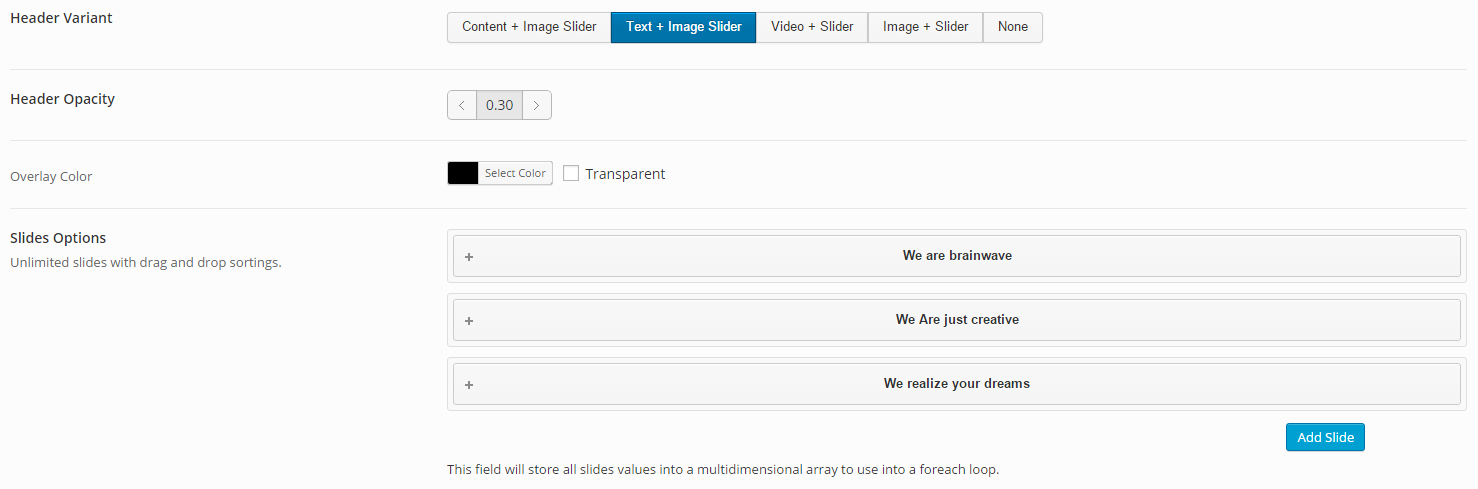 Header Variant
Content + Image Slider Text + Image Slider Video + Slider Image + Slider None
Header Opacity
0.30
Overlay Color
Select Color Transparent
Slides Options
Unlimited slides with drag and drop sortings.
+ We are brainwave
+ We Are just creative
+ We realize your dreams
Add Slide
This field will store all slides values into a multidimensional array to use into a foreach loop.